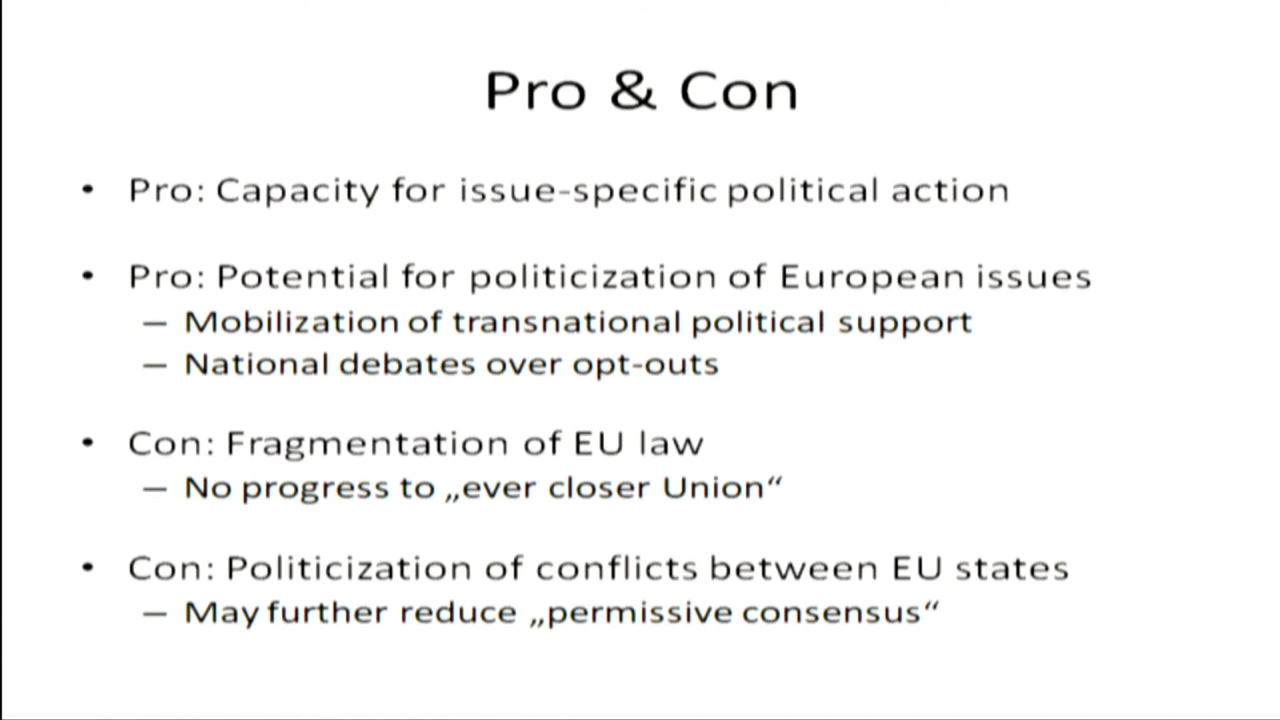 Pro & Con
• Pro: Capacity for issue-specific political action
• Pro: Potential for politicization of European issues
– Mobilization of transnational political support
– National debates over opt-outs
• Con: Fragmentation of EU law
– No progress to „ever closer Union“
• Con: Politicization of conflicts between EU states
– May further reduce „permissive consensus“